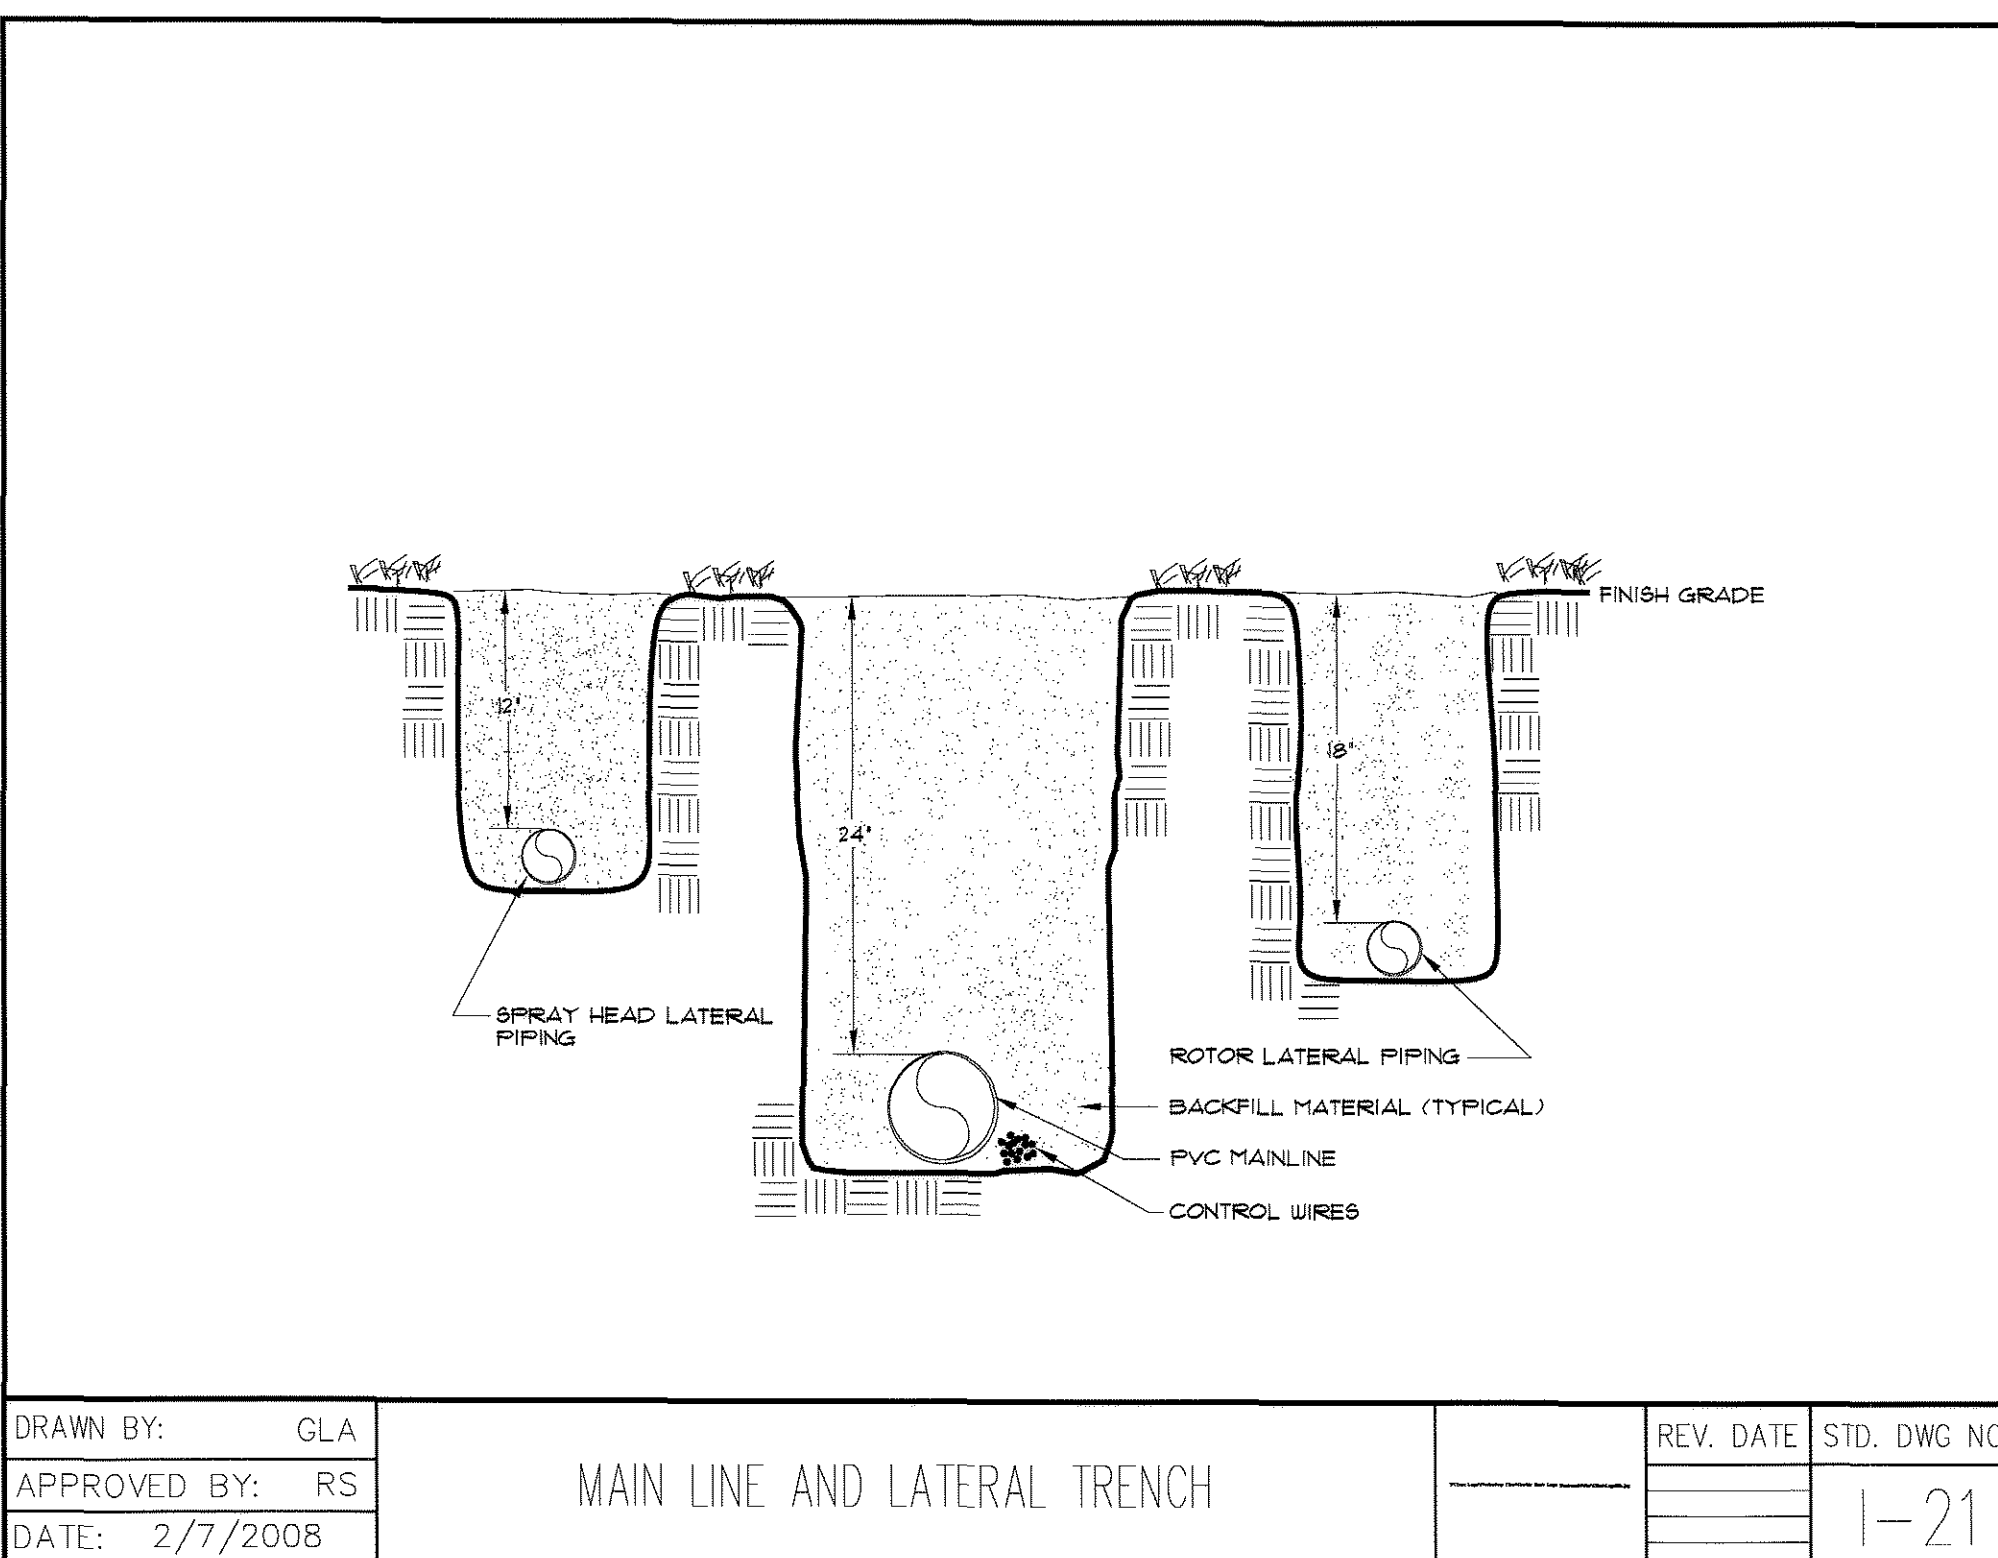 FINISH GRADE
12"
18"
24"
SPRAY HEAD LATERAL
PIPING
ROTOR LATERAL PIPING
BACKFILL MATERIAL (TYPICAL)
PVC MAINLINE
CONTROL WIRES
DRAWN BY: GLA
APPROVED BY: RS
DATE: 2/7/2008
MAIN LINE AND LATERAL TRENCH
REV. DATE
STD. DWG NO
I-21